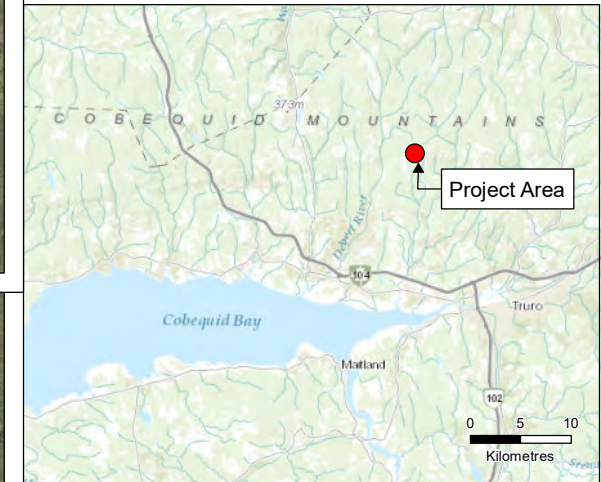 373m
COBEQUID MOUNTAINS
Project Area
Debert River
104
Cobequid Bay
Truro
Maitland
102
0 5 10
Kilometres